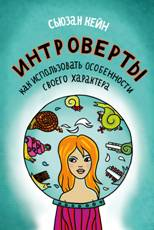 СЬЮЗАН КЕЙН
ИНТРОВЕРТЫ
КАК ИСПОЛЬЗОВАТЬ ОСОБЕННОСТИ
СВОЕГО ХАРАКТЕРА